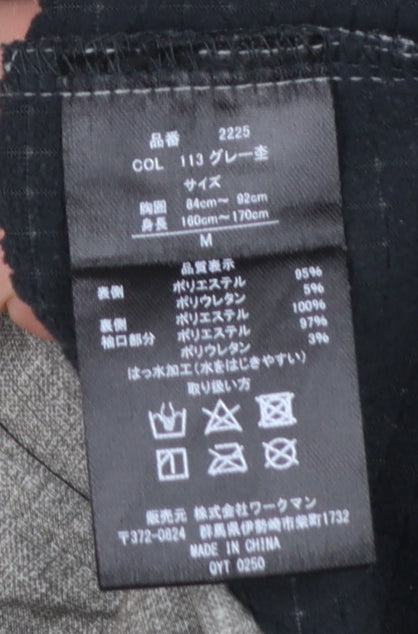 品番 2225
COL 113 グレー杢
サイズ
胸囲 84cm～ 92cm
身長 160cm～170cm
M
品質表示
表側 ポリエステル 95%
ポリウレタン 5%
裏側 ポリエステル 100%
袖口部分 ポリエステル 97%
ポリウレタン 3%
はっ水加工(水をはじきやすい)
取り扱い方
販売元 株式会社ワークマン
〒372-0824 群馬県伊勢崎市柴町1732
MADE IN CHINA
QYT 0250